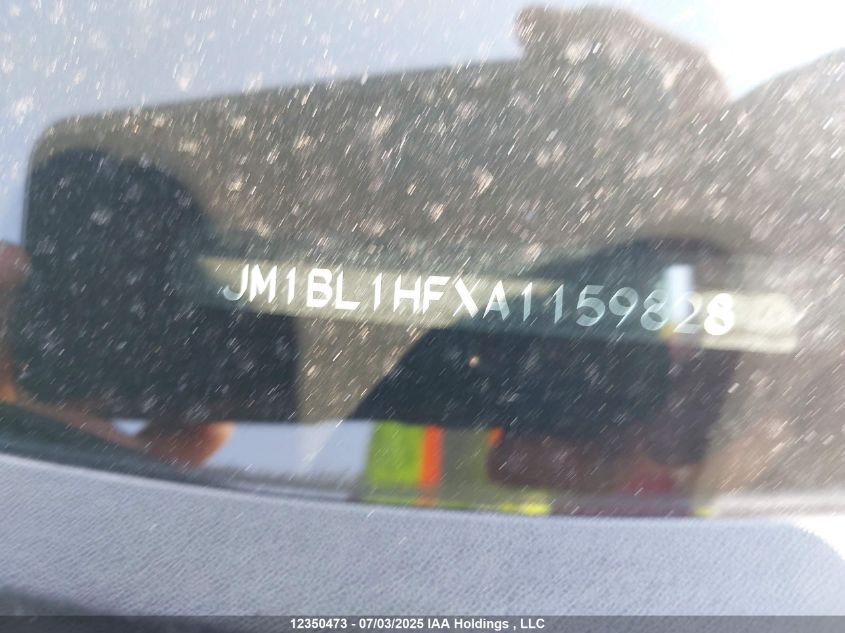 JM1BL1HFXA1159828
12350473 - 07/03/2025 IAA Holdings , LLC